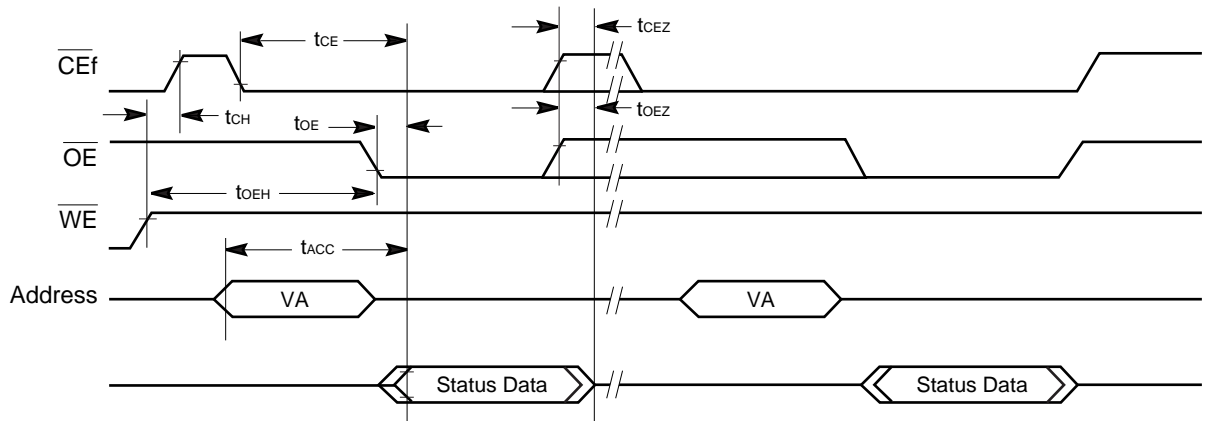 tCEZ
tCE
CEf
tCH
tOE
tOEZ
OE
tOEH
WE
tACC
Address
VA
VA
Status Data
Status Data